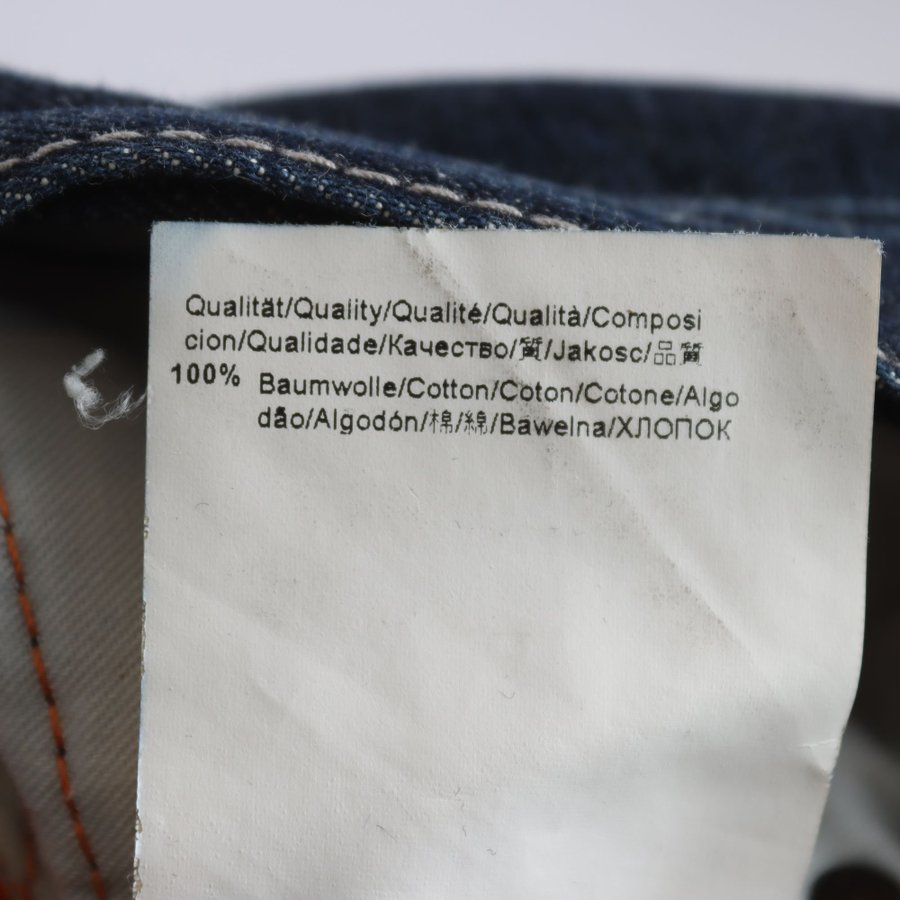 Qualität/Quality/Qualité/Qualità/Composi
cion/Qualidade/Качество/質/Jakosc/品質
100% Baumwolle/Cotton/Coton/Cotone/Algo
dão/Algodón/棉/綿/Bawelna/ХЛОПОК